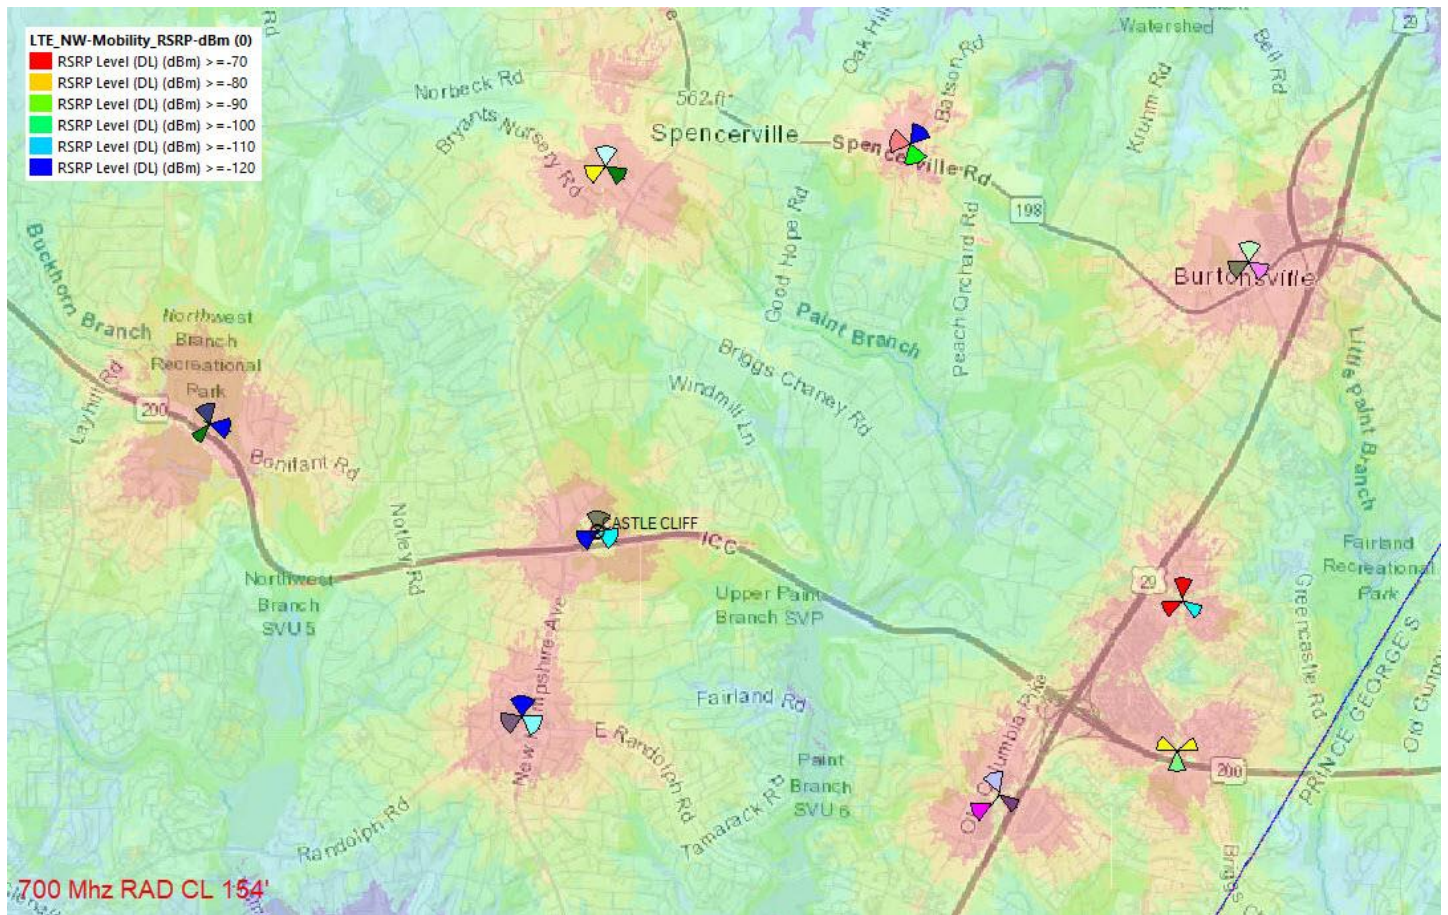 LTE_NW-Mobility_RSRP-dBm (0)
RSRP Level (DL) (dBm) >=-70
RSRP Level (DL) (dBm) >=-80
RSRP Level (DL) (dBm) >=-90
RSRP Level (DL) (dBm) >=-100
RSRP Level (DL) (dBm) >=-110
RSRP Level (DL) (dBm) >=-120
Rd
Oak Hill
Watershed
Bell Rd
29
Norbeck Rd
562 ft
Batson Rd
Kruhm Rd
Bryants Nursery Rd
Spencerville
Spencerville Rd
198
Good Hope Rd
Peach Orchard Rd
Burtonsville
Buckhorn Branch
Northwest
Branch
Recreational
Park
Paint Branch
Little Paint Branch
Briggs Chaney Rd
Windmill Ln
Layhill Rd
200
Bonifant Rd
Notley Rd
CASTLE CLIFF
ICC
Fairland
Recreational
Park
Northwest
Branch
SVU 5
Upper Paint
Branch SVP
29
Greencastle Rd
New Hampshire Ave
Fairland Rd
PRINCE GEORGE'S
E Randolph Rd
Old Columbia Pike
Paint
Branch
SVU 6
200
Randolph Rd
Tamarack Rd
Briggs
700 Mhz RAD CL 154'